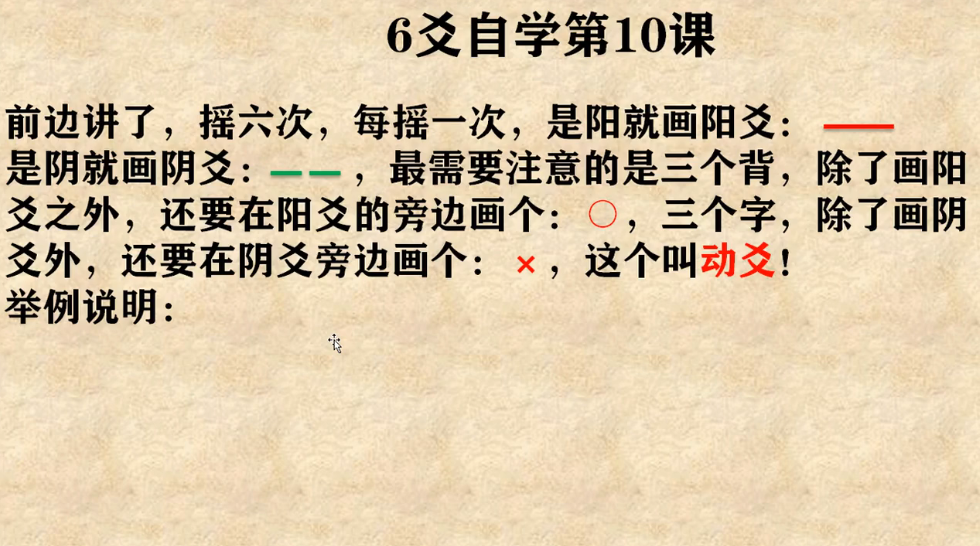 6爻自学第10课
前边讲了，摇六次，每摇一次，是阳就画阳爻：
是阴就画阴爻：，最需要注意的是三个背，除了画阳
爻之外，还要在阳爻的旁边画个：○，三个字，除了画阴
爻外，还要在阴爻旁边画个：×，这个叫动爻！
举例说明：